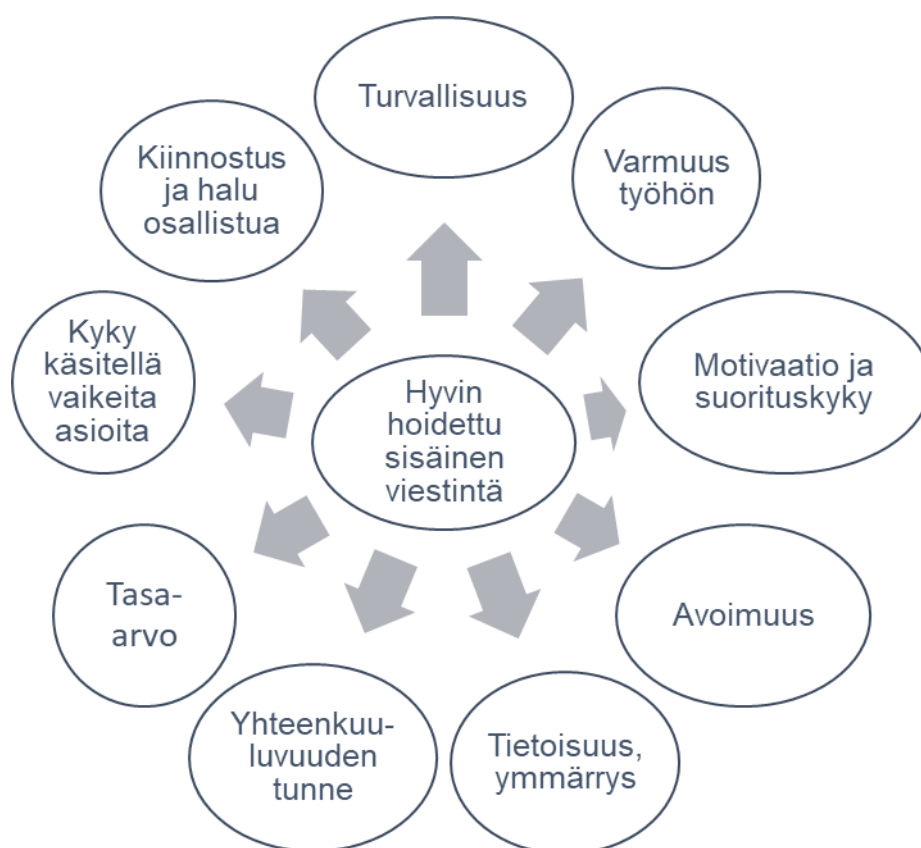 Turvallisuus
Varmuus
työhön
Motivaatio ja
suorituskyky
Avoimuus
Tietoisuus,
ymmärrys
Yhteenkuu-
luvuuden
tunne
Tasa-
arvo
Kyky
käsitellä
vaikeita
asioita
Kiinnostus
ja halu
osallistua
Hyvin
hoidettu
sisäinen
viestintä